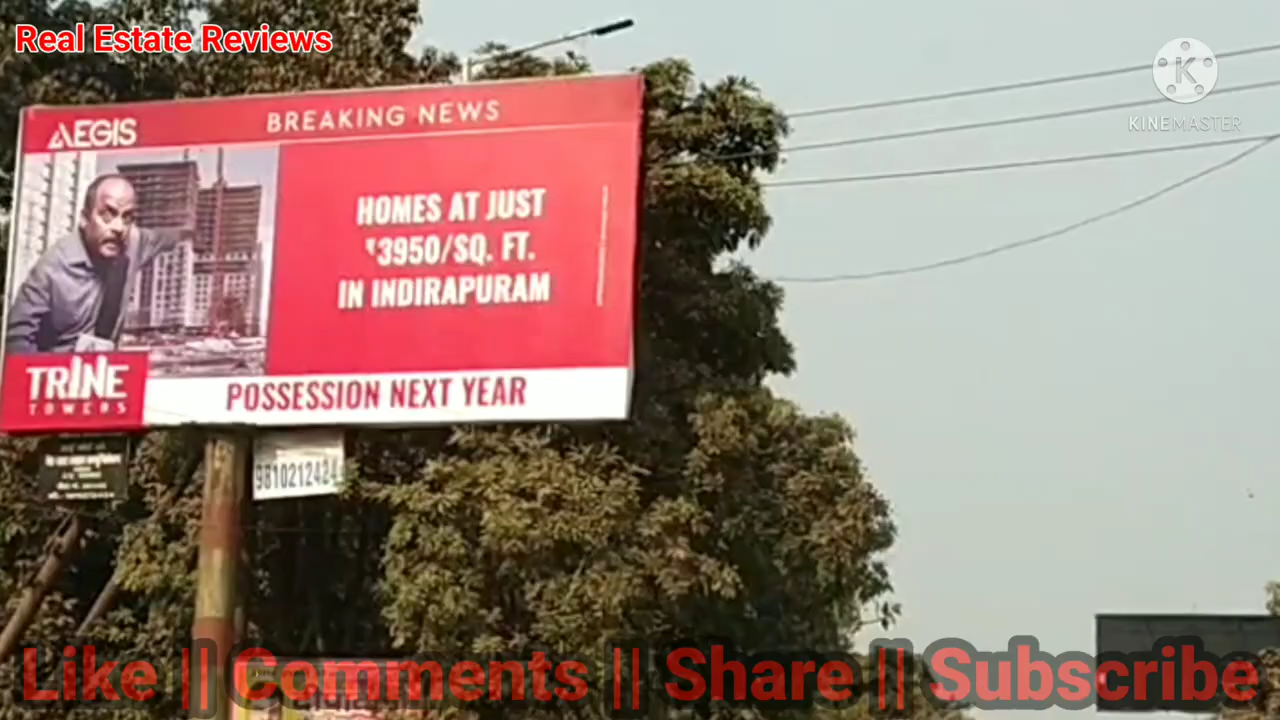 Real Estate Reviews
KINEMASTER
AEGIS
BREAKING NEWS
HOMES AT JUST
₹3950/SQ. FT.
IN INDIRAPURAM
TRINE
TOWERS
POSSESSION NEXT YEAR
9810212424
Like || Comments || Share || Subscribe